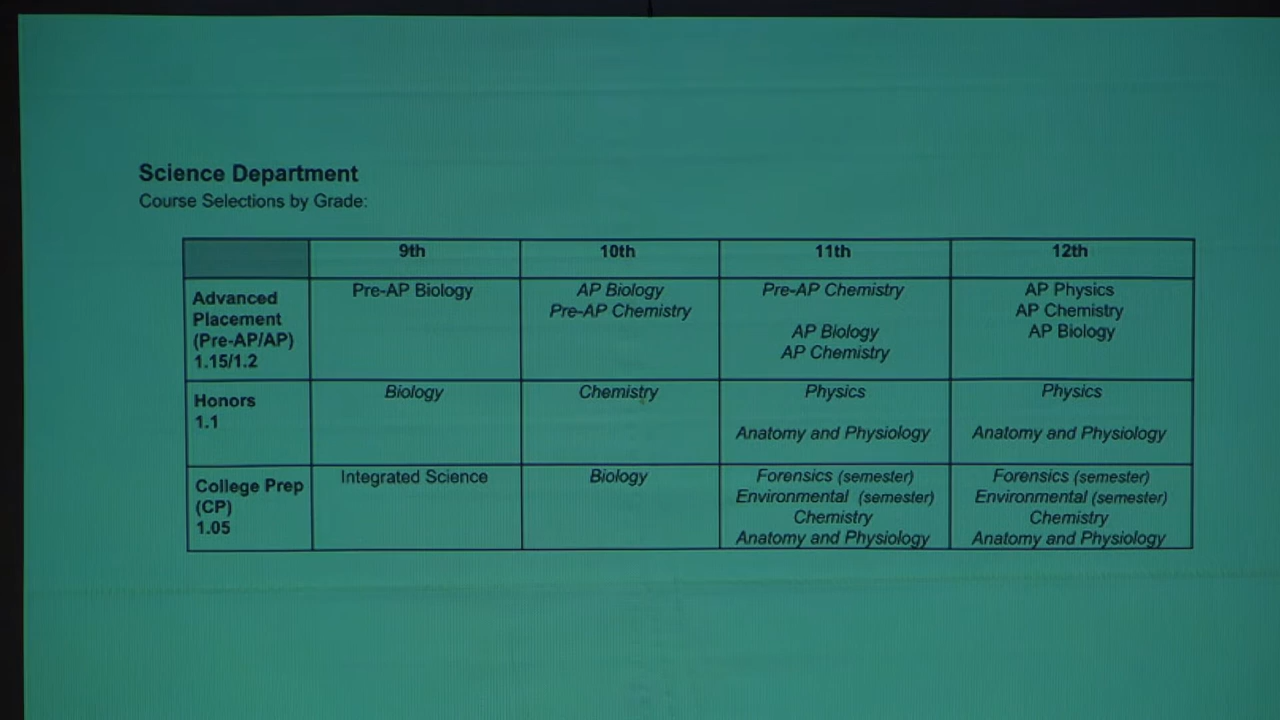 Science Department
Course Selections by Grade:
9th 10th 11th 12th
Advanced
Placement
(Pre-AP/AP)
1.15/1.2
Pre-AP Biology
AP Biology
Pre-AP Chemistry
Pre-AP Chemistry
AP Biology
AP Chemistry
AP Physics
AP Chemistry
AP Biology
Honors
1.1
Biology
Chemistry
Physics
Anatomy and Physiology
Physics
Anatomy and Physiology
College Prep
(CP)
1.05
Integrated Science
Biology
Forensics (semester)
Environmental (semester)
Chemistry
Anatomy and Physiology
Forensics (semester)
Environmental (semester)
Chemistry
Anatomy and Physiology